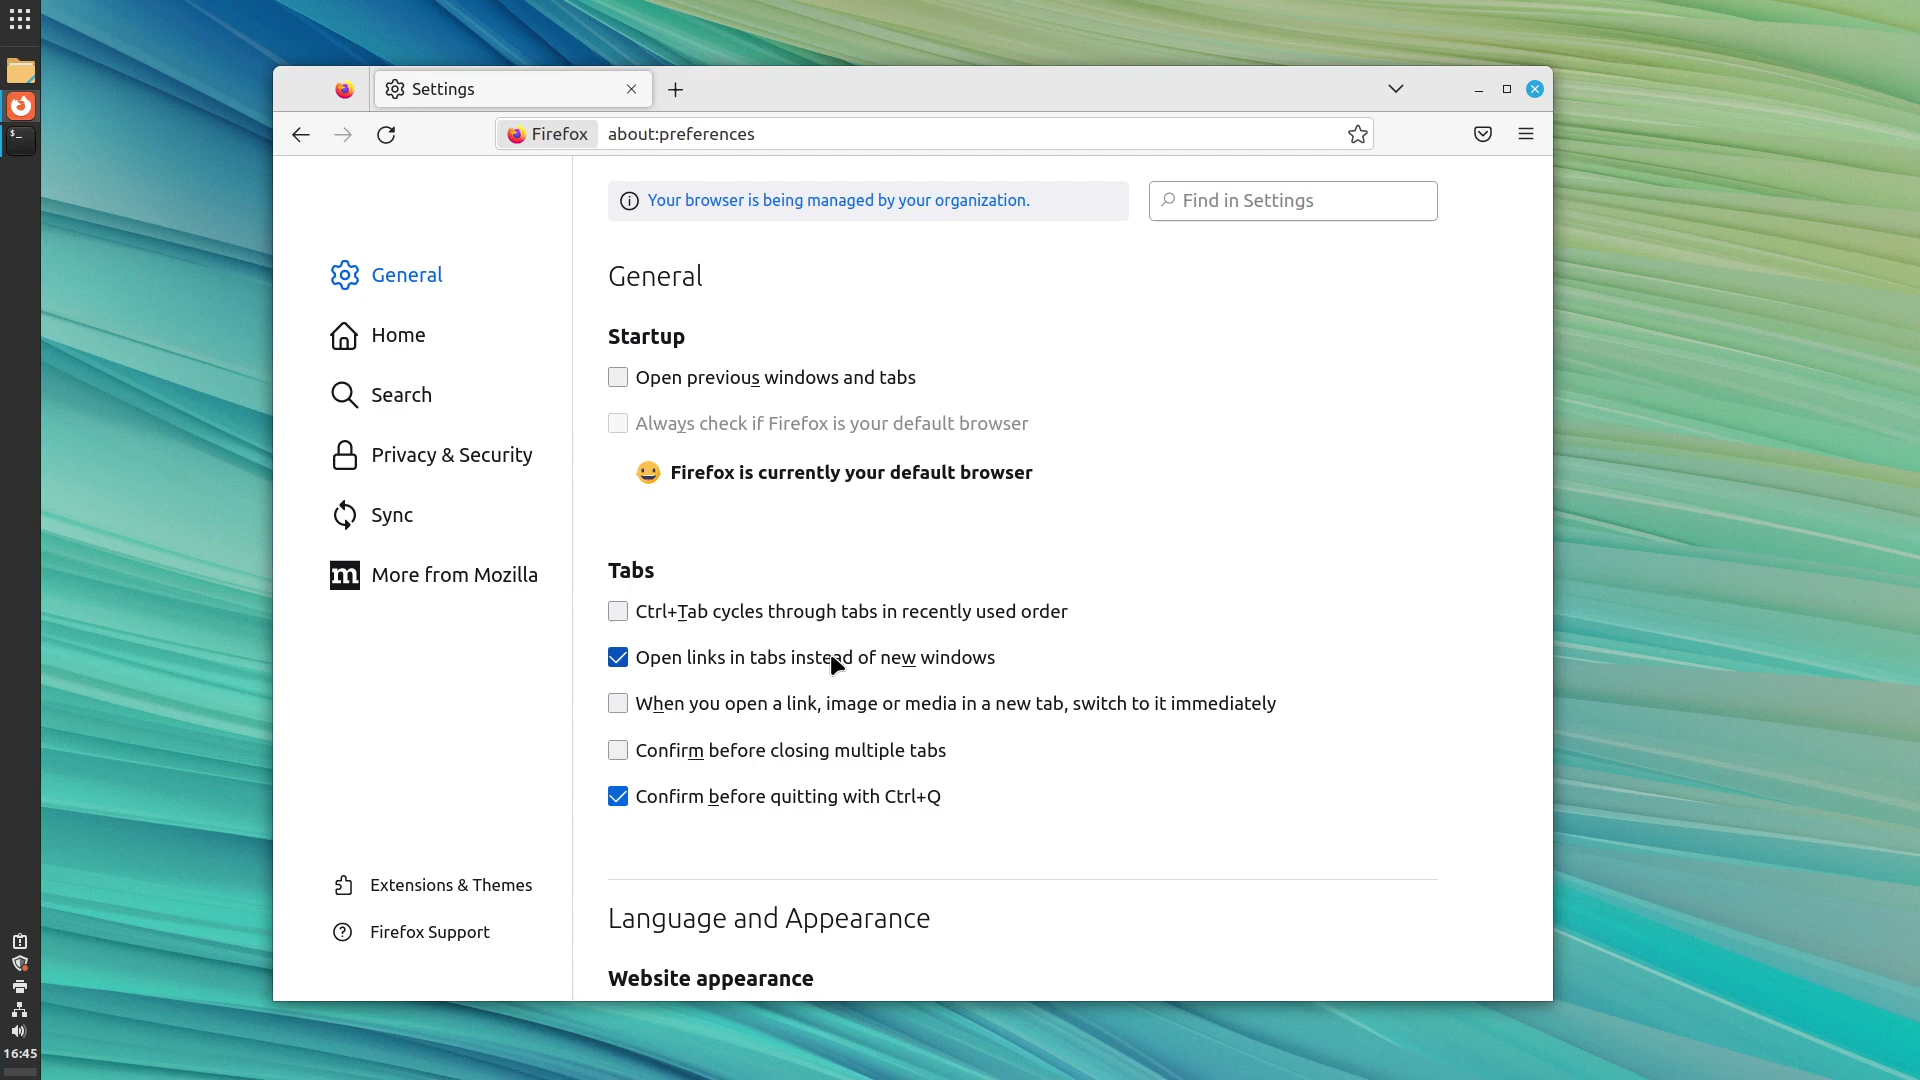 Settings
Firefox about:preferences
Your browser is being managed by your organization.
Find in Settings
General
Home
Search
Privacy & Security
Sync
More from Mozilla
Extensions & Themes
Firefox Support
General
Startup
Open previous windows and tabs
Always check if Firefox is your default browser
Firefox is currently your default browser
Tabs
Ctrl+Tab cycles through tabs in recently used order
Open links in tabs instead of new windows
When you open a link, image or media in a new tab, switch to it immediately
Confirm before closing multiple tabs
Confirm before quitting with Ctrl+Q
Language and Appearance
Website appearance
16:45